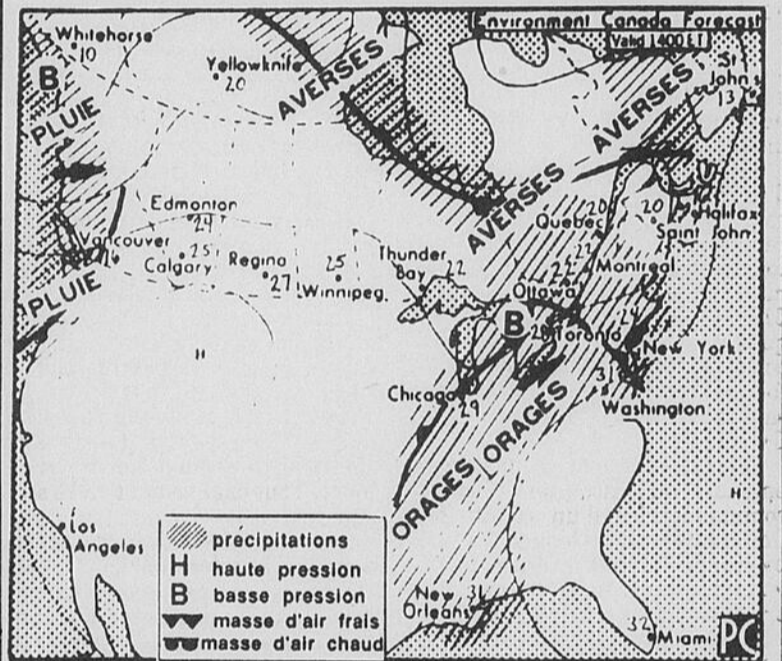 Environment Canada Forecast
Valid 1400 ET
Whitehorse
10
B
Yellowknife
20
St
John's
13
PLUIE
AVERSES
AVERSES
AVERSES
Edmonton
24
Vancouver
Calgary
25
Regina
27
25
Winnipeg
Thunder
Bay
22
Quebec
20
20
Halifax
Saint John
22
Montreal
Ottawa
PLUIE
H
B
Toronto
24
New York
31
Washington
Chicago
29
ORAGES
ORAGES
H
Los
Angeles
precipitations
H haute pression
B basse pression
masse d'air frais
masse d'air chaud
New
Orleans
31
32
Miami
PC